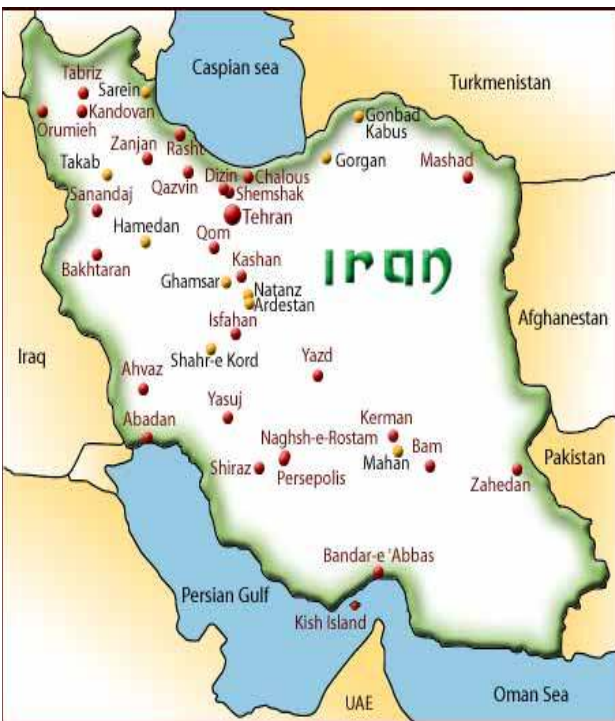 Caspian sea
Turkmenistan
Tabriz
Sarein
Orumieh
Kandovan
Gonbad
Kabus
Zanjan
Rasht
Gorgan
Mashad
Takab
Qazvin
Dizin
Chalous
Shemshak
Sanandaj
Tehran
Hamedan
Qom
Bakhtaran
Kashan
Iran
Ghamsar
Natanz
Ardestan
Isfahan
Afghanestan
Iraq
Shahr-e Kord
Yazd
Ahvaz
Yasuj
Abadan
Kerman
Naghsh-e-Rostam
Bam
Mahan
Pakistan
Shiraz
Persepolis
Zahedan
Bandar-e 'Abbas
Persian Gulf
Kish Island
UAE
Oman Sea